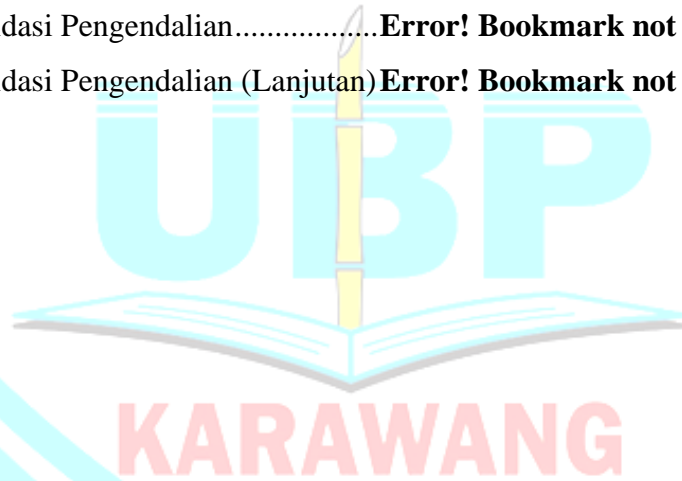 dasi Pengendalian..................Error! Bookmark not
dasi Pengendalian (Lanjutan)Error! Bookmark not
UBP
KARAWANG